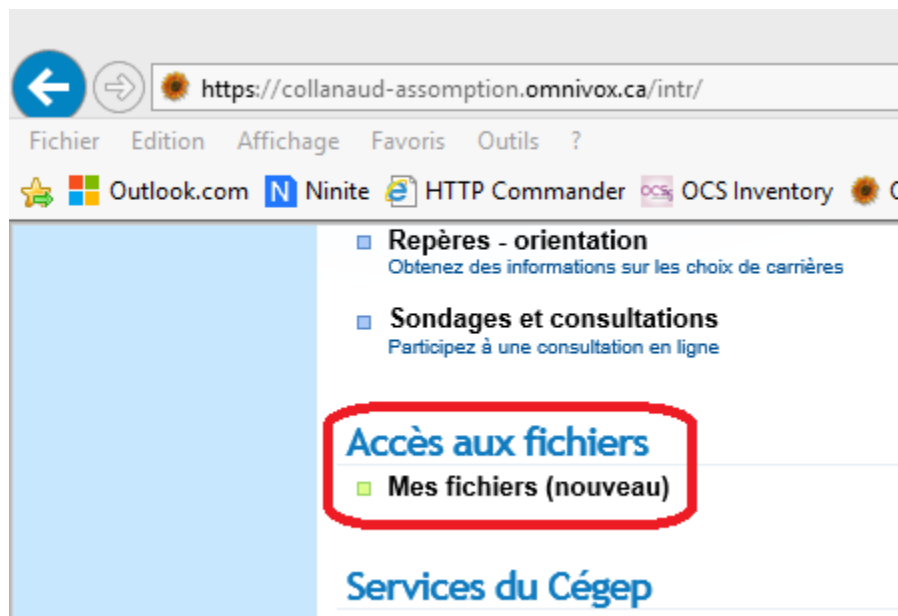 https://collanaud-assomption.omnivox.ca/intr/
Fichier Edition Affichage Favoris Outils ?
Outlook.com N Ninite HTTP Commander OCS OCS Inventory
Repères - orientation
Obtenez des informations sur les choix de carrières
Sondages et consultations
Participez à une consultation en ligne
Accès aux fichiers
Mes fichiers (nouveau)
Services du Cégep